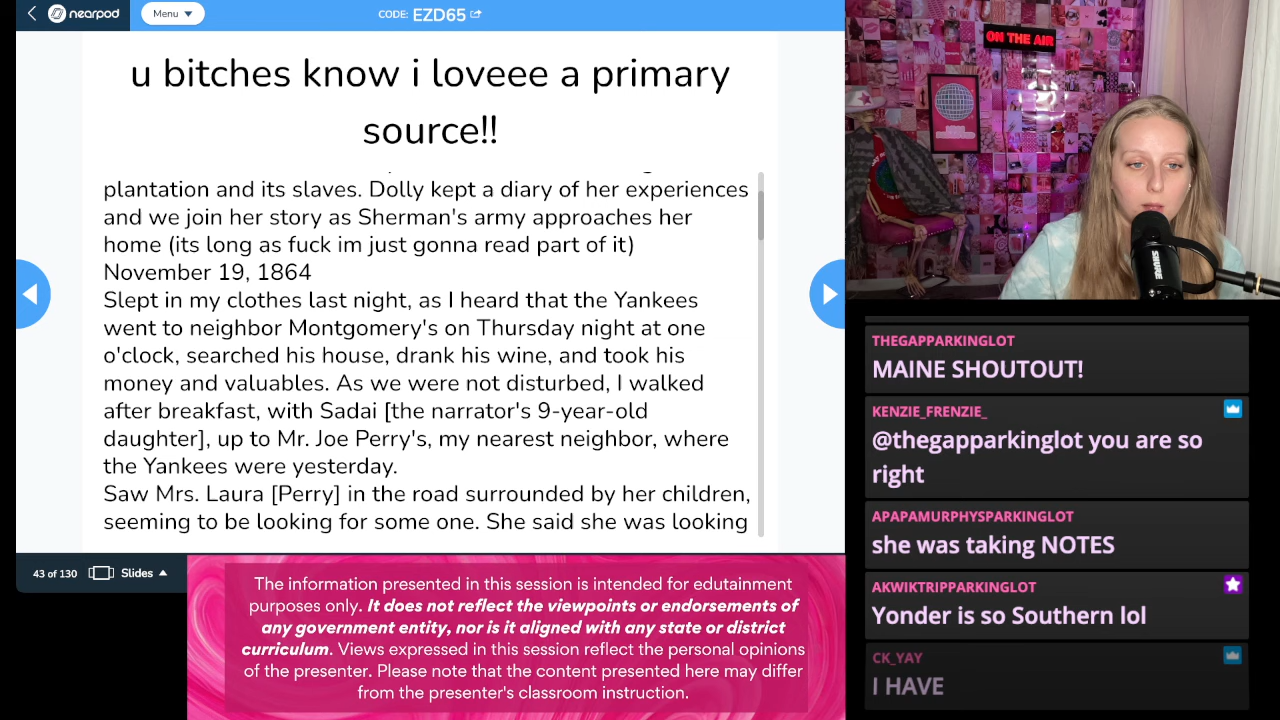 nearpod
Menu
CODE: EZD65
u bitches know i loveee a primary
source!!
plantation and its slaves. Dolly kept a diary of her experiences
and we join her story as Sherman's army approaches her
home (its long as fuck im just gonna read part of it)
November 19, 1864
Slept in my clothes last night, as I heard that the Yankees
went to neighbor Montgomery's on Thursday night at one
o'clock, searched his house, drank his wine, and took his
money and valuables. As we were not disturbed, I walked
after breakfast, with Sadai [the narrator's 9-year-old
daughter], up to Mr. Joe Perry's, my nearest neighbor, where
the Yankees were yesterday.
Saw Mrs. Laura [Perry] in the road surrounded by her children,
seeming to be looking for some one. She said she was looking
43 of 130
Slides
The information presented in this session is intended for edutainment
purposes only. It does not reflect the viewpoints or endorsements of
any government entity, nor is it aligned with any state or district
curriculum. Views expressed in this session reflect the personal opinions
of the presenter. Please note that the content presented here may differ
from the presenter's classroom instruction.
ON THE AIR
SHURE
THEGAPPARKINGLOT
MAINE SHOUTOUT!
KENZIE_FRENZIE_
@thegapparkinglot you are so
right
APAPAMURPHYSPARKINGLOT
she was taking NOTES
AKWIKTRIPPARKINGLOT
Yonder is so Southern lol
CK_YAY
I HAVE